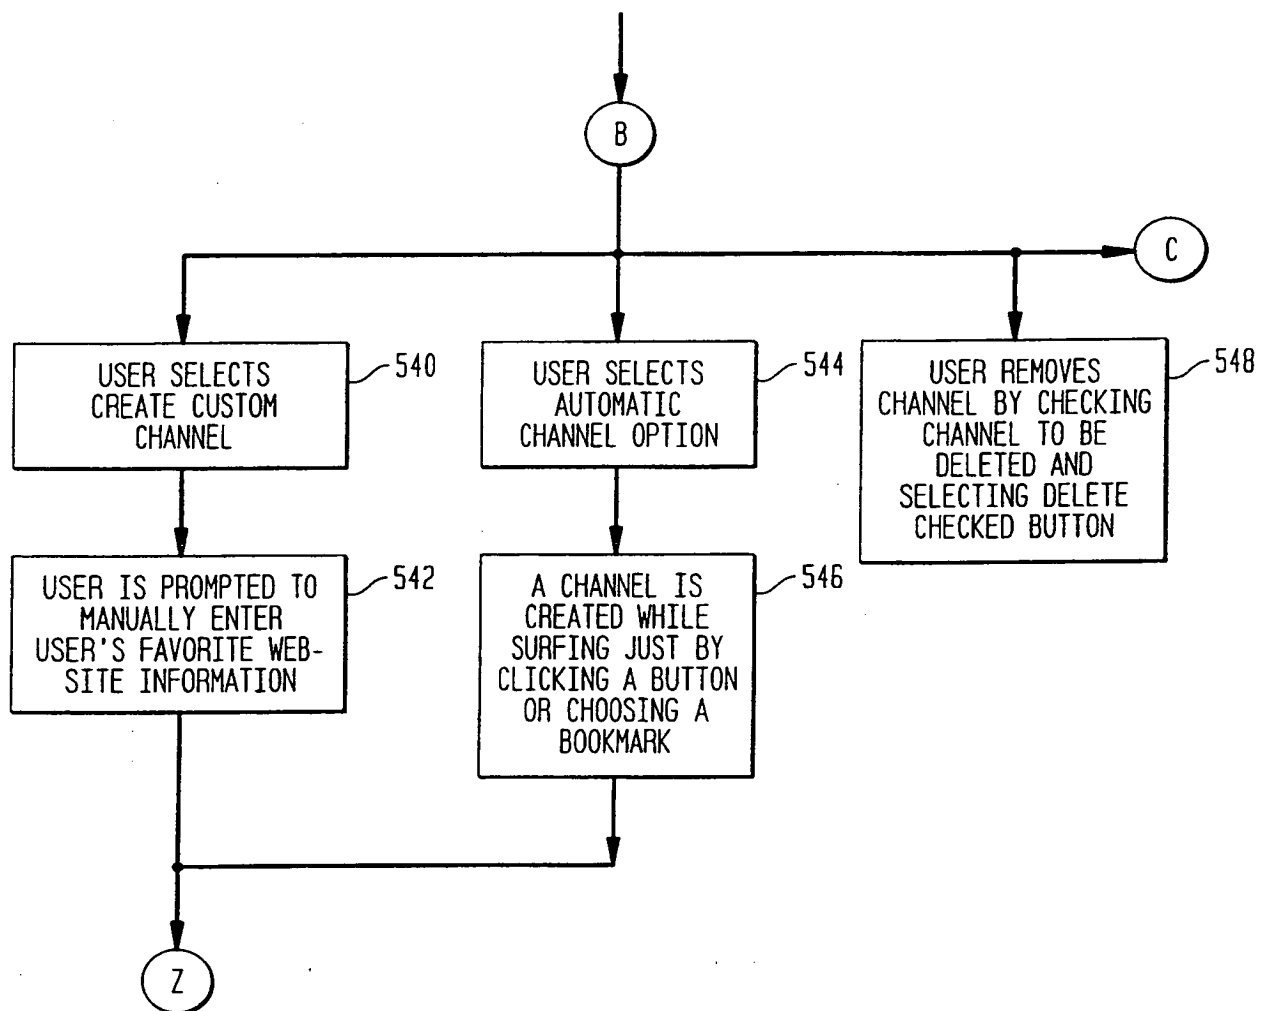 B
C
USER SELECTS
CREATE CUSTOM
CHANNEL
540
USER SELECTS
AUTOMATIC
CHANNEL OPTION
544
USER REMOVES
CHANNEL BY CHECKING
CHANNEL TO BE
DELETED AND
SELECTING DELETE
CHECKED BUTTON
548
USER IS PROMPTED TO
MANUALLY ENTER
USER'S FAVORITE WEB-
SITE INFORMATION
542
A CHANNEL IS
CREATED WHILE
SURFING JUST BY
CLICKING A BUTTON
OR CHOOSING A
BOOKMARK
546
Z